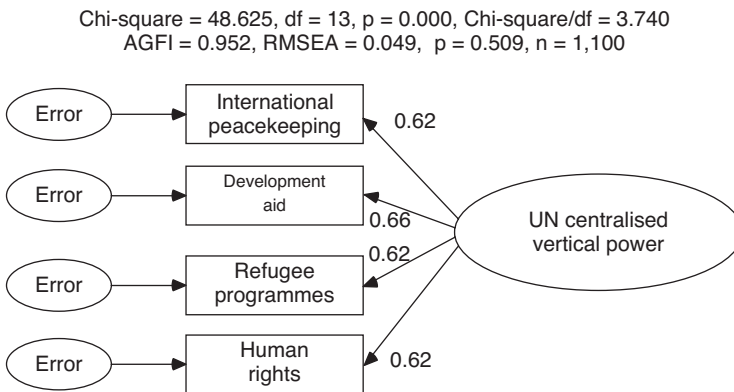 Chi-square = 48.625, df = 13, p = 0.000, Chi-square/df = 3.740
AGFI = 0.952, RMSEA = 0.049, p = 0.509, n = 1,100
Error
International
peacekeeping
0.62
Error
Development
aid
0.66
UN centralised
vertical power
0.62
Error
Refugee
programmes
Error
Human
rights
0.62